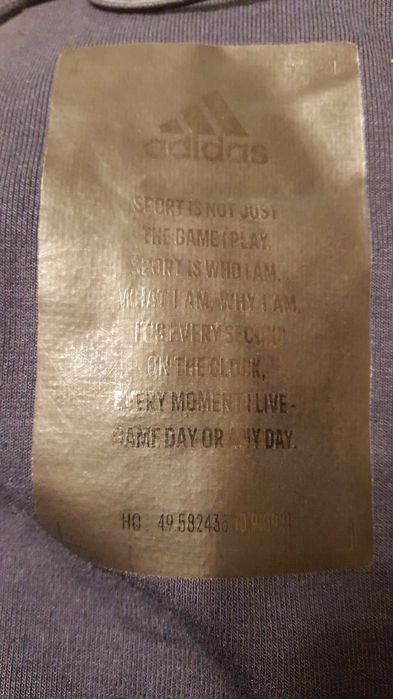 adidas
SPORT IS NOT JUST
THE GAME I PLAY.
SPORT IS WHO I AM.
WHAT I AM, WHY I AM.
EVERY SECOND
ON THE CLOCK,
EVERY MOMENT I LIVE -
GAME DAY OR ANY DAY.
HQ